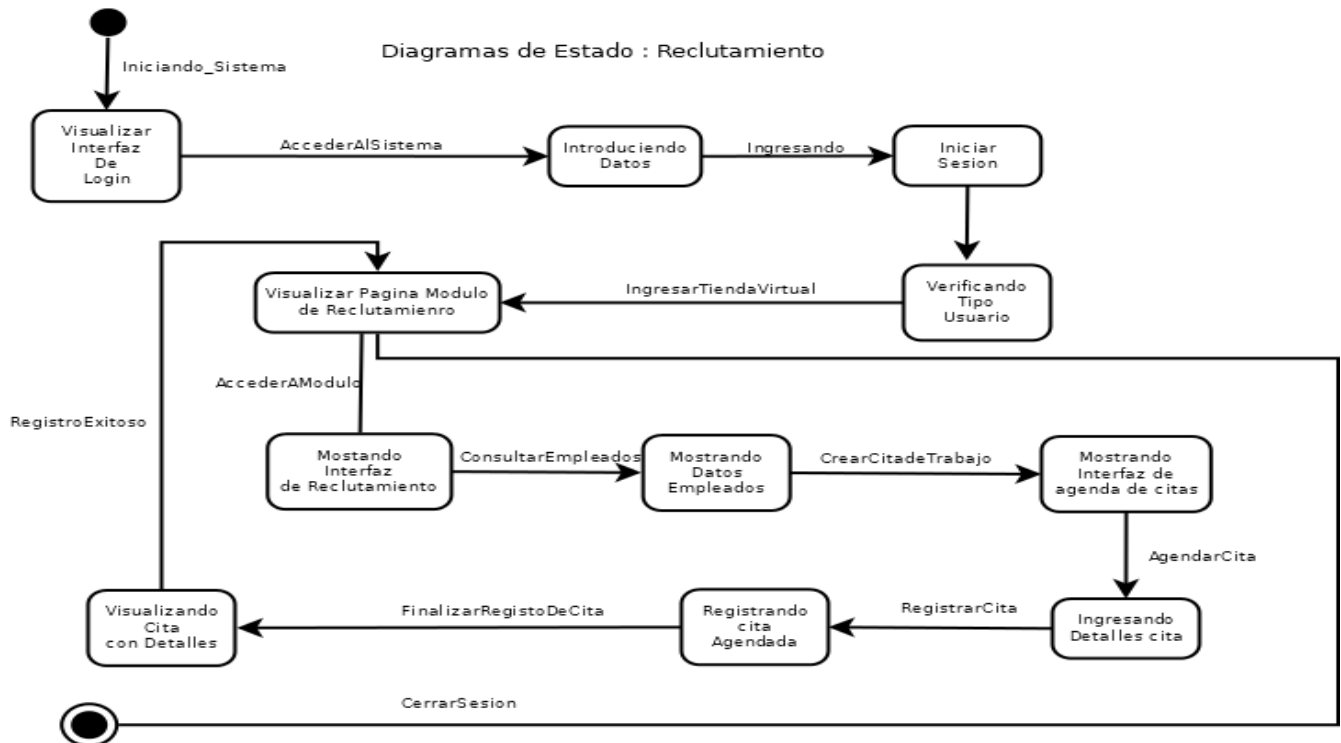 Diagramas de Estado : Reclutamiento
Iniciando_Sistema
Visualizar
Interfaz
De
Login
AccederAlSistema
Introduciendo
Datos
Ingresando
Iniciar
Sesion
Verificando
Tipo
Usuario
IngresarTiendaVirtual
Visualizar Pagina Modulo
de Reclutamienro
AccederAModulo
RegistroExitoso
Mostando
Interfaz
de Reclutamiento
ConsultarEmpleados
Mostrando
Datos
Empleados
CrearCitadeTrabajo
Mostrando
Interfaz de
agenda de citas
AgendarCita
Ingresando
Detalles cita
RegistrarCita
Registrando
cita
Agendada
FinalizarRegistoDeCita
Visualizando
Cita
con Detalles
CerrarSesion